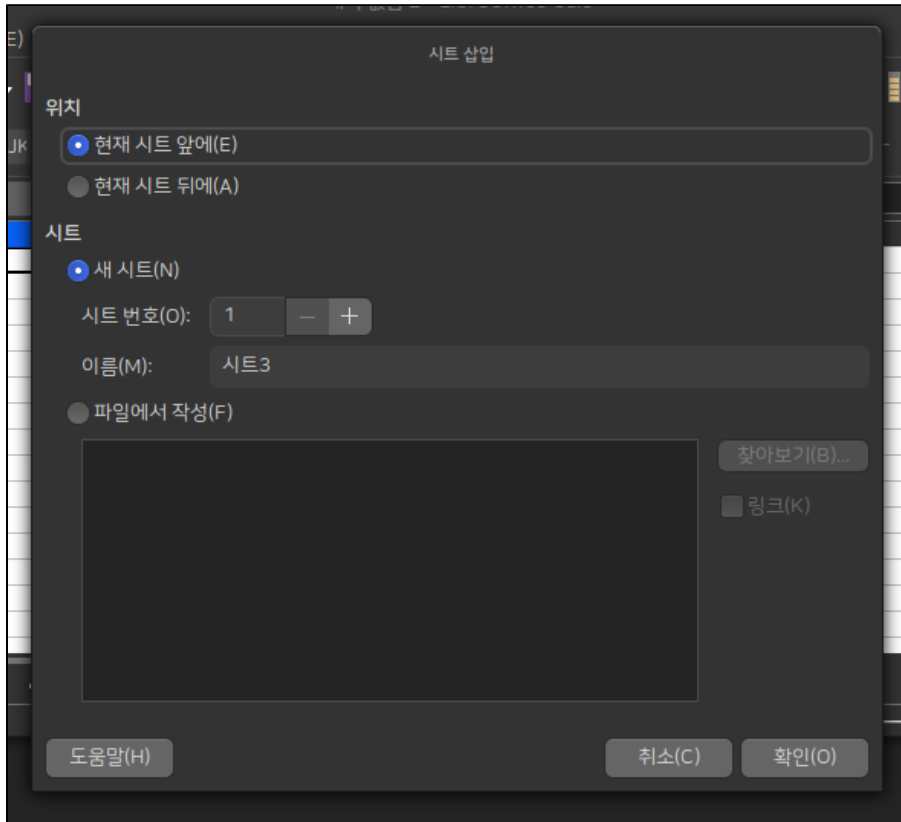 E)
시트 삽입
위치
JK
현재 시트 앞에(E)
현재 시트 뒤에(A)
시트
새 시트(N)
시트 번호(O): 1 − +
이름(M): 시트3
파일에서 작성(F)
찾아보기(B)...
링크(K)
도움말(H) 취소(C) 확인(O)